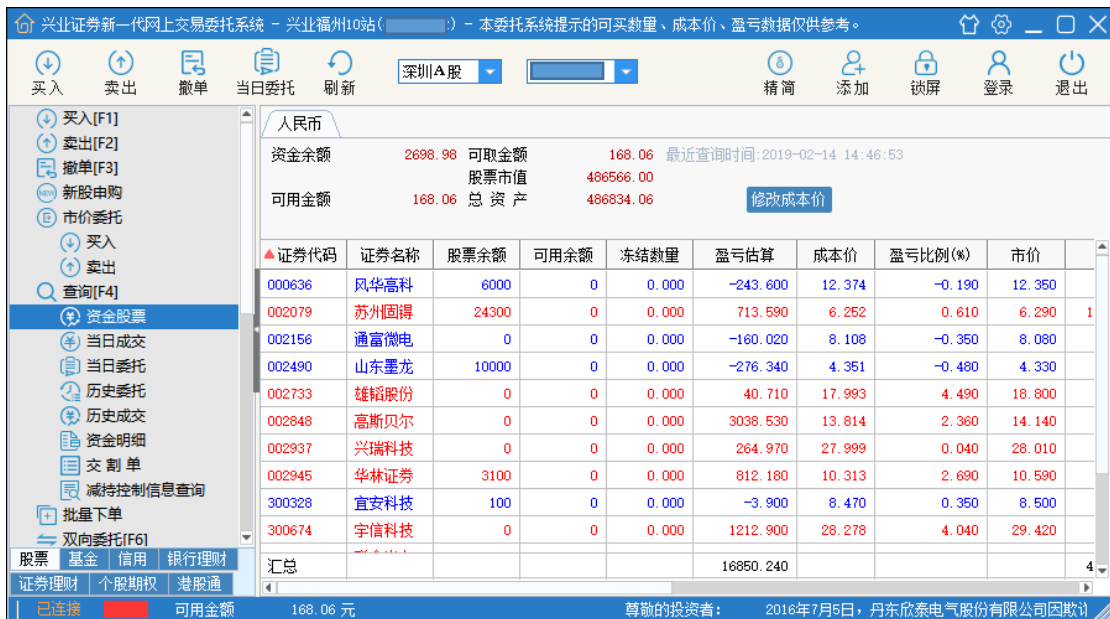 兴业证券新一代网上交易委托系统 - 兴业福州10站( ) - 本委托系统提示的可买数量、成本价、盈亏数据仅供参考。
买入 卖出 撤单 当日委托 刷新 深圳A股 精简 添加 锁屏 登录 退出
买入[F1]
卖出[F2]
撤单[F3]
NEW 新股申购
市价委托
买入
卖出
查询[F4]
资金股票
当日成交
当日委托
历史委托
历史成交
资金明细
交割单
减持控制信息查询
批量下单
双向委托[F6]
股票 基金 信用 银行理财
证券理财 个股期权 港股通
人民币
资金余额 2698.98 可取金额 168.06 最近查询时间:2019-02-14 14:46:53
股票市值 486566.00
可用金额 168.06 总资产 486834.06 修改成本价
证券代码 证券名称 股票余额 可用余额 冻结数量 盈亏估算 成本价 盈亏比例(%) 市价
000636 风华高科 6000 0 0.000 -243.600 12.374 -0.190 12.350
002079 苏州固锝 24300 0 0.000 713.590 6.252 0.610 6.290 1
002156 通富微电 0 0 0.000 -160.020 8.108 -0.350 8.080
002490 山东墨龙 10000 0 0.000 -276.340 4.351 -0.480 4.330
002733 雄韬股份 0 0 0.000 40.710 17.993 4.490 18.800
002848 高斯贝尔 0 0 0.000 3038.530 13.814 2.360 14.140
002937 兴瑞科技 0 0 0.000 264.970 27.999 0.040 28.010
002945 华林证券 3100 0 0.000 812.180 10.313 2.690 10.590
300328 宜安科技 100 0 0.000 -3.900 8.470 0.350 8.500
300674 宇信科技 0 0 0.000 1212.900 28.278 4.040 29.420
汇总 16850.240 4
已连接 可用金额 168.06元 尊敬的投资者： 2016年7月5日，丹东欣泰电气股份有限公司因欺